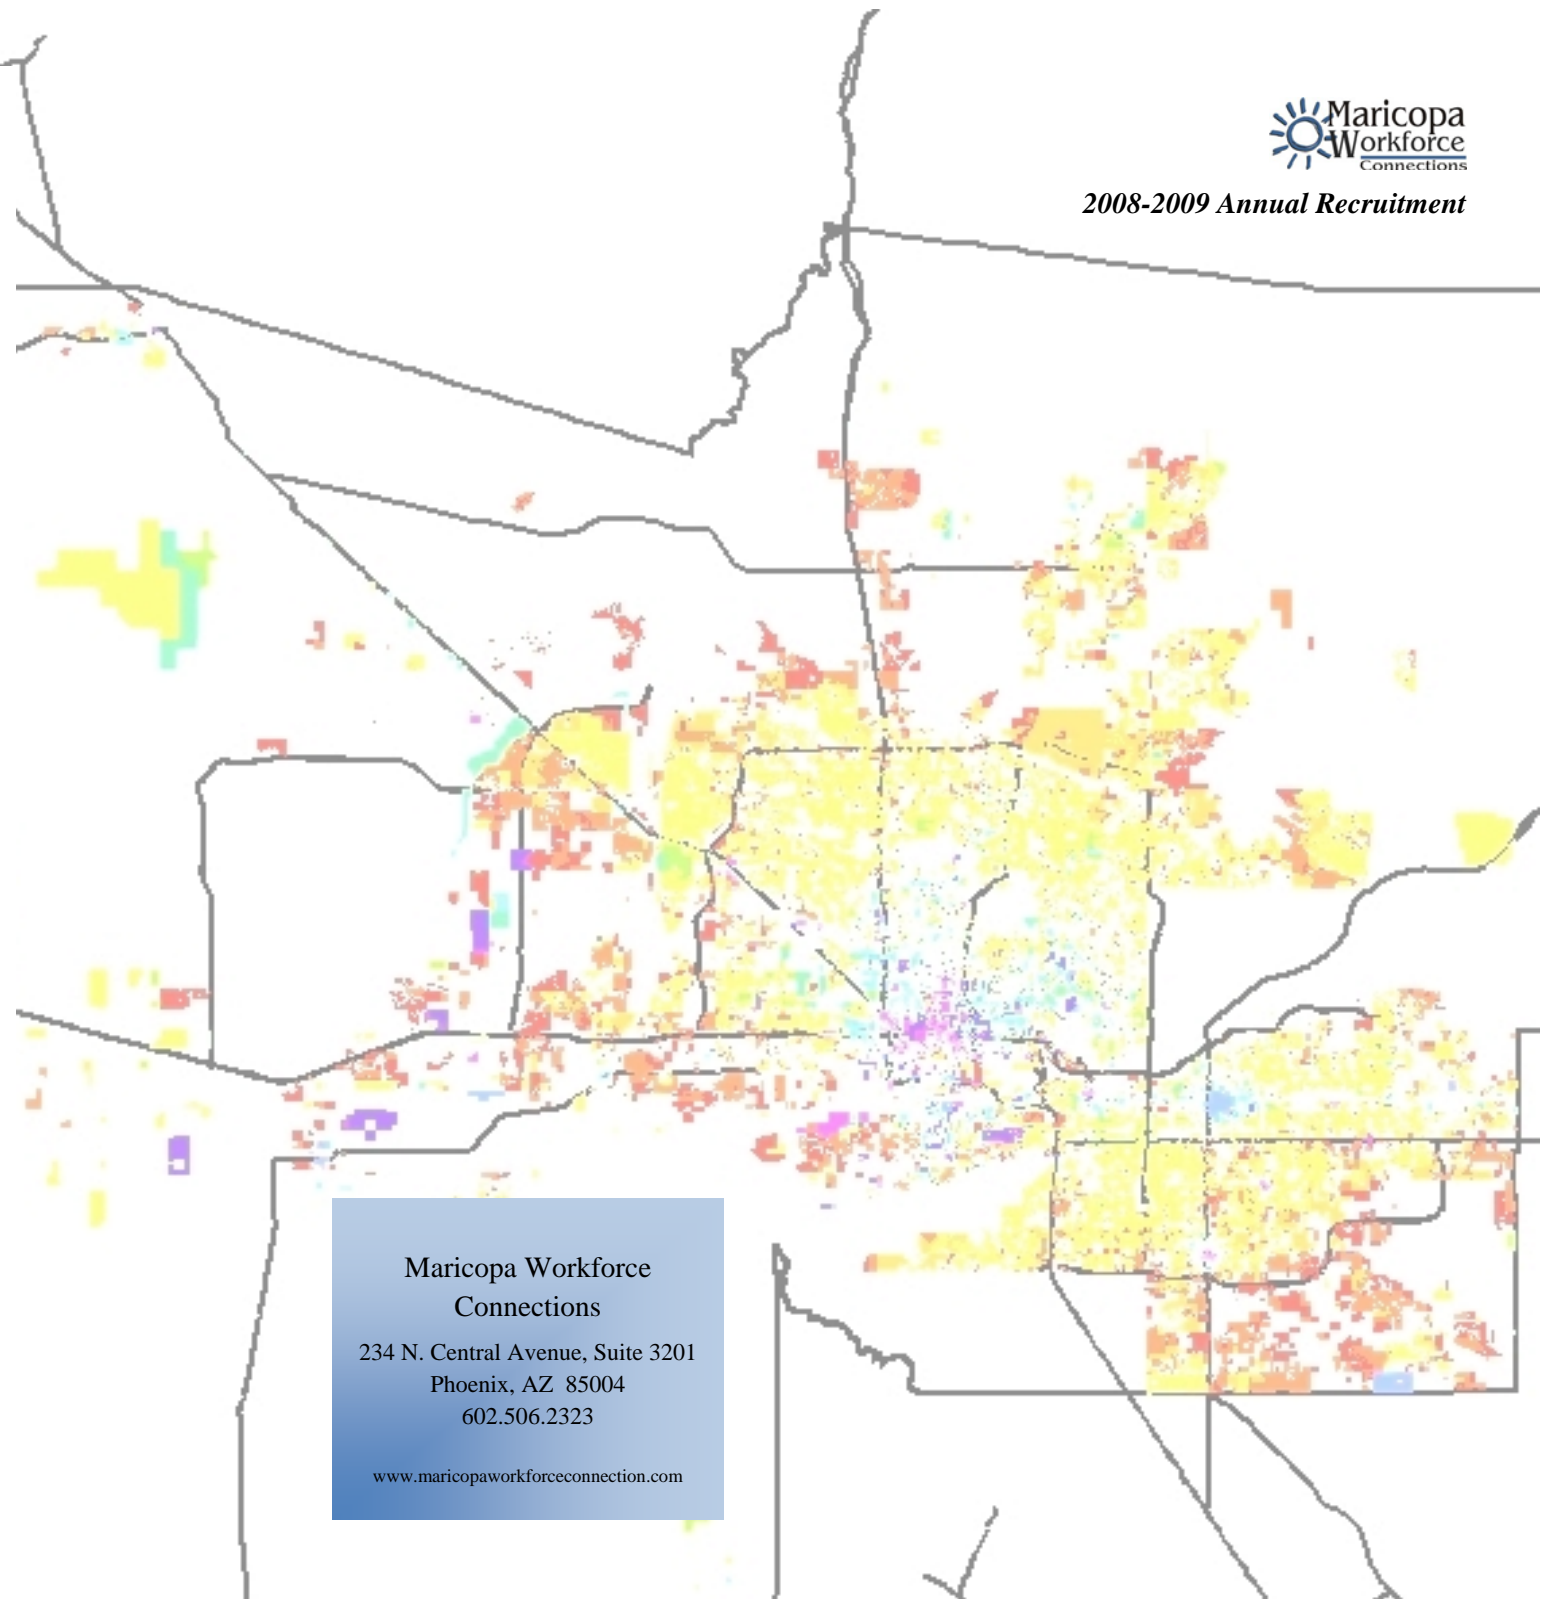 Maricopa
Workforce
Connections
2008-2009 Annual Recruitment
Maricopa Workforce
Connections
234 N. Central Avenue, Suite 3201
Phoenix, AZ  85004
602.506.2323
www.maricopaworkforceconnection.com